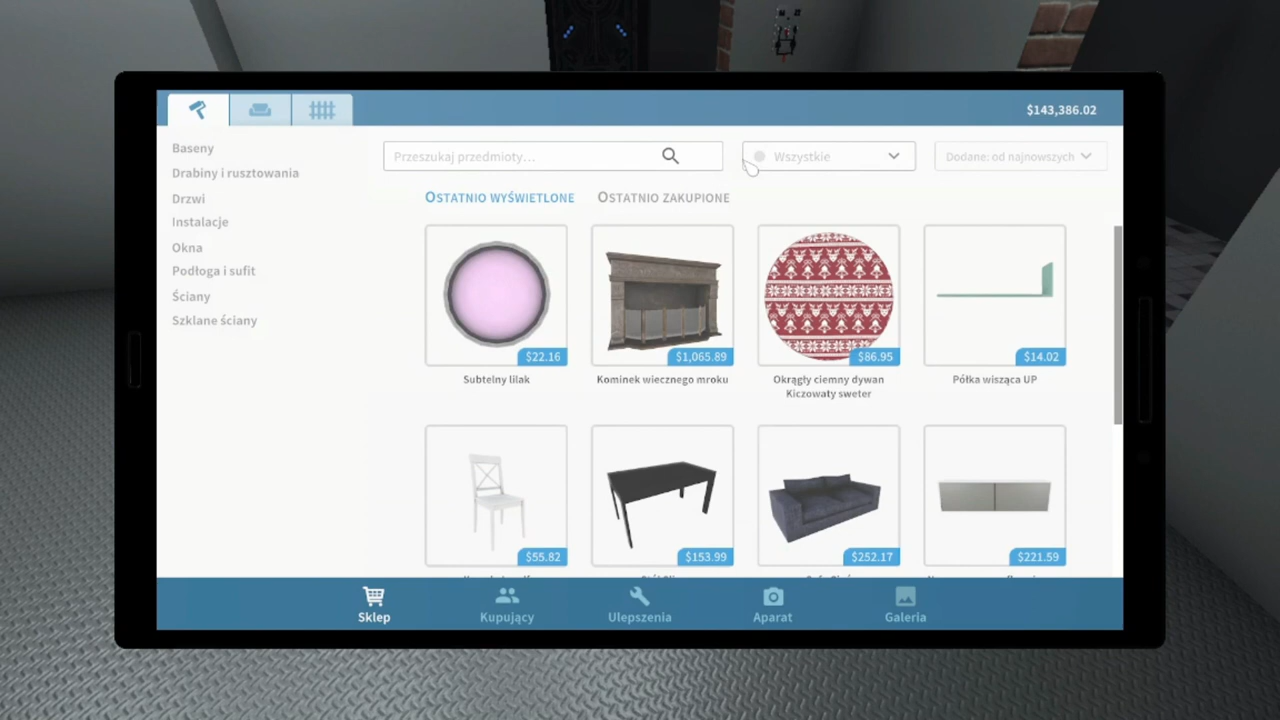 $143,386.02
Baseny
Drabiny i rusztowania
Drzwi
Instalacje
Okna
Podłoga i sufit
Ściany
Szklane ściany
Przeszukaj przedmioty...
Wszystkie
Dodane: od najnowszych
OSTATNIO WYŚWIETLONE
OSTATNIO ZAKUPIONE
$22.16
$1,065.89
$86.95
$14.02
Subtelny lilak
Kominek wiecznego mroku
Okrągły ciemny dywan
Kiczowaty sweter
Półka wisząca UP
$55.82
$153.99
$252.17
$221.59
Sklep
Kupujący
Ulepszenia
Aparat
Galeria